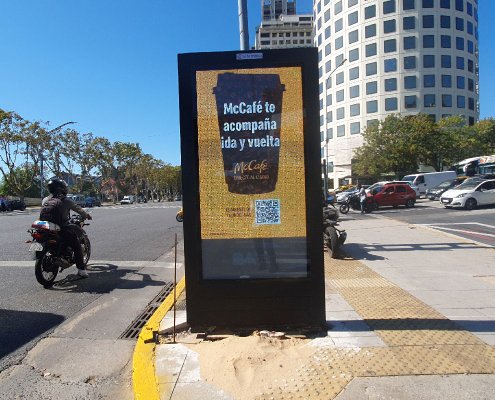 McCafé te
acompaña
ida y vuelta
McCafé